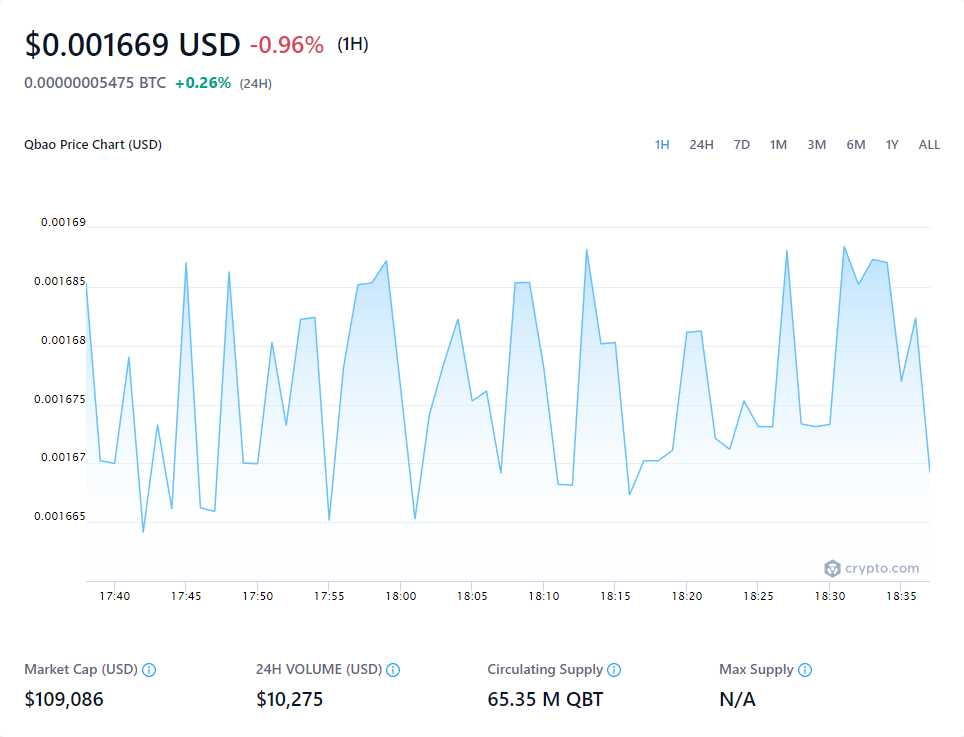 $0.001669 USD -0.96% (1H)
0.00000005475 BTC +0.26% (24H)
Qbao Price Chart (USD) 1H 24H 7D 1M 3M 6M 1Y ALL
0.00169
0.001685
0.00168
0.001675
0.00167
0.001665
crypto.com
17:40 17:45 17:50 17:55 18:00 18:05 18:10 18:15 18:20 18:25 18:30 18:35
Market Cap (USD) 24H VOLUME (USD) Circulating Supply Max Supply
$109,086 $10,275 65.35 M QBT N/A